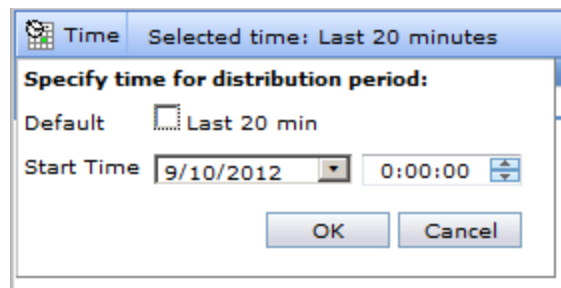 Time Selected time: Last 20 minutes
Specify time for distribution period:
Default Last 20 min
Start Time 9/10/2012 0:00:00
OK Cancel